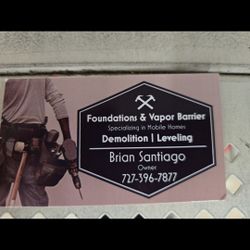 Foundations & Vapor Barrier
Specializing in Mobile Homes
Demolition | Leveling
Brian Santiago
Owner
727-396-7877